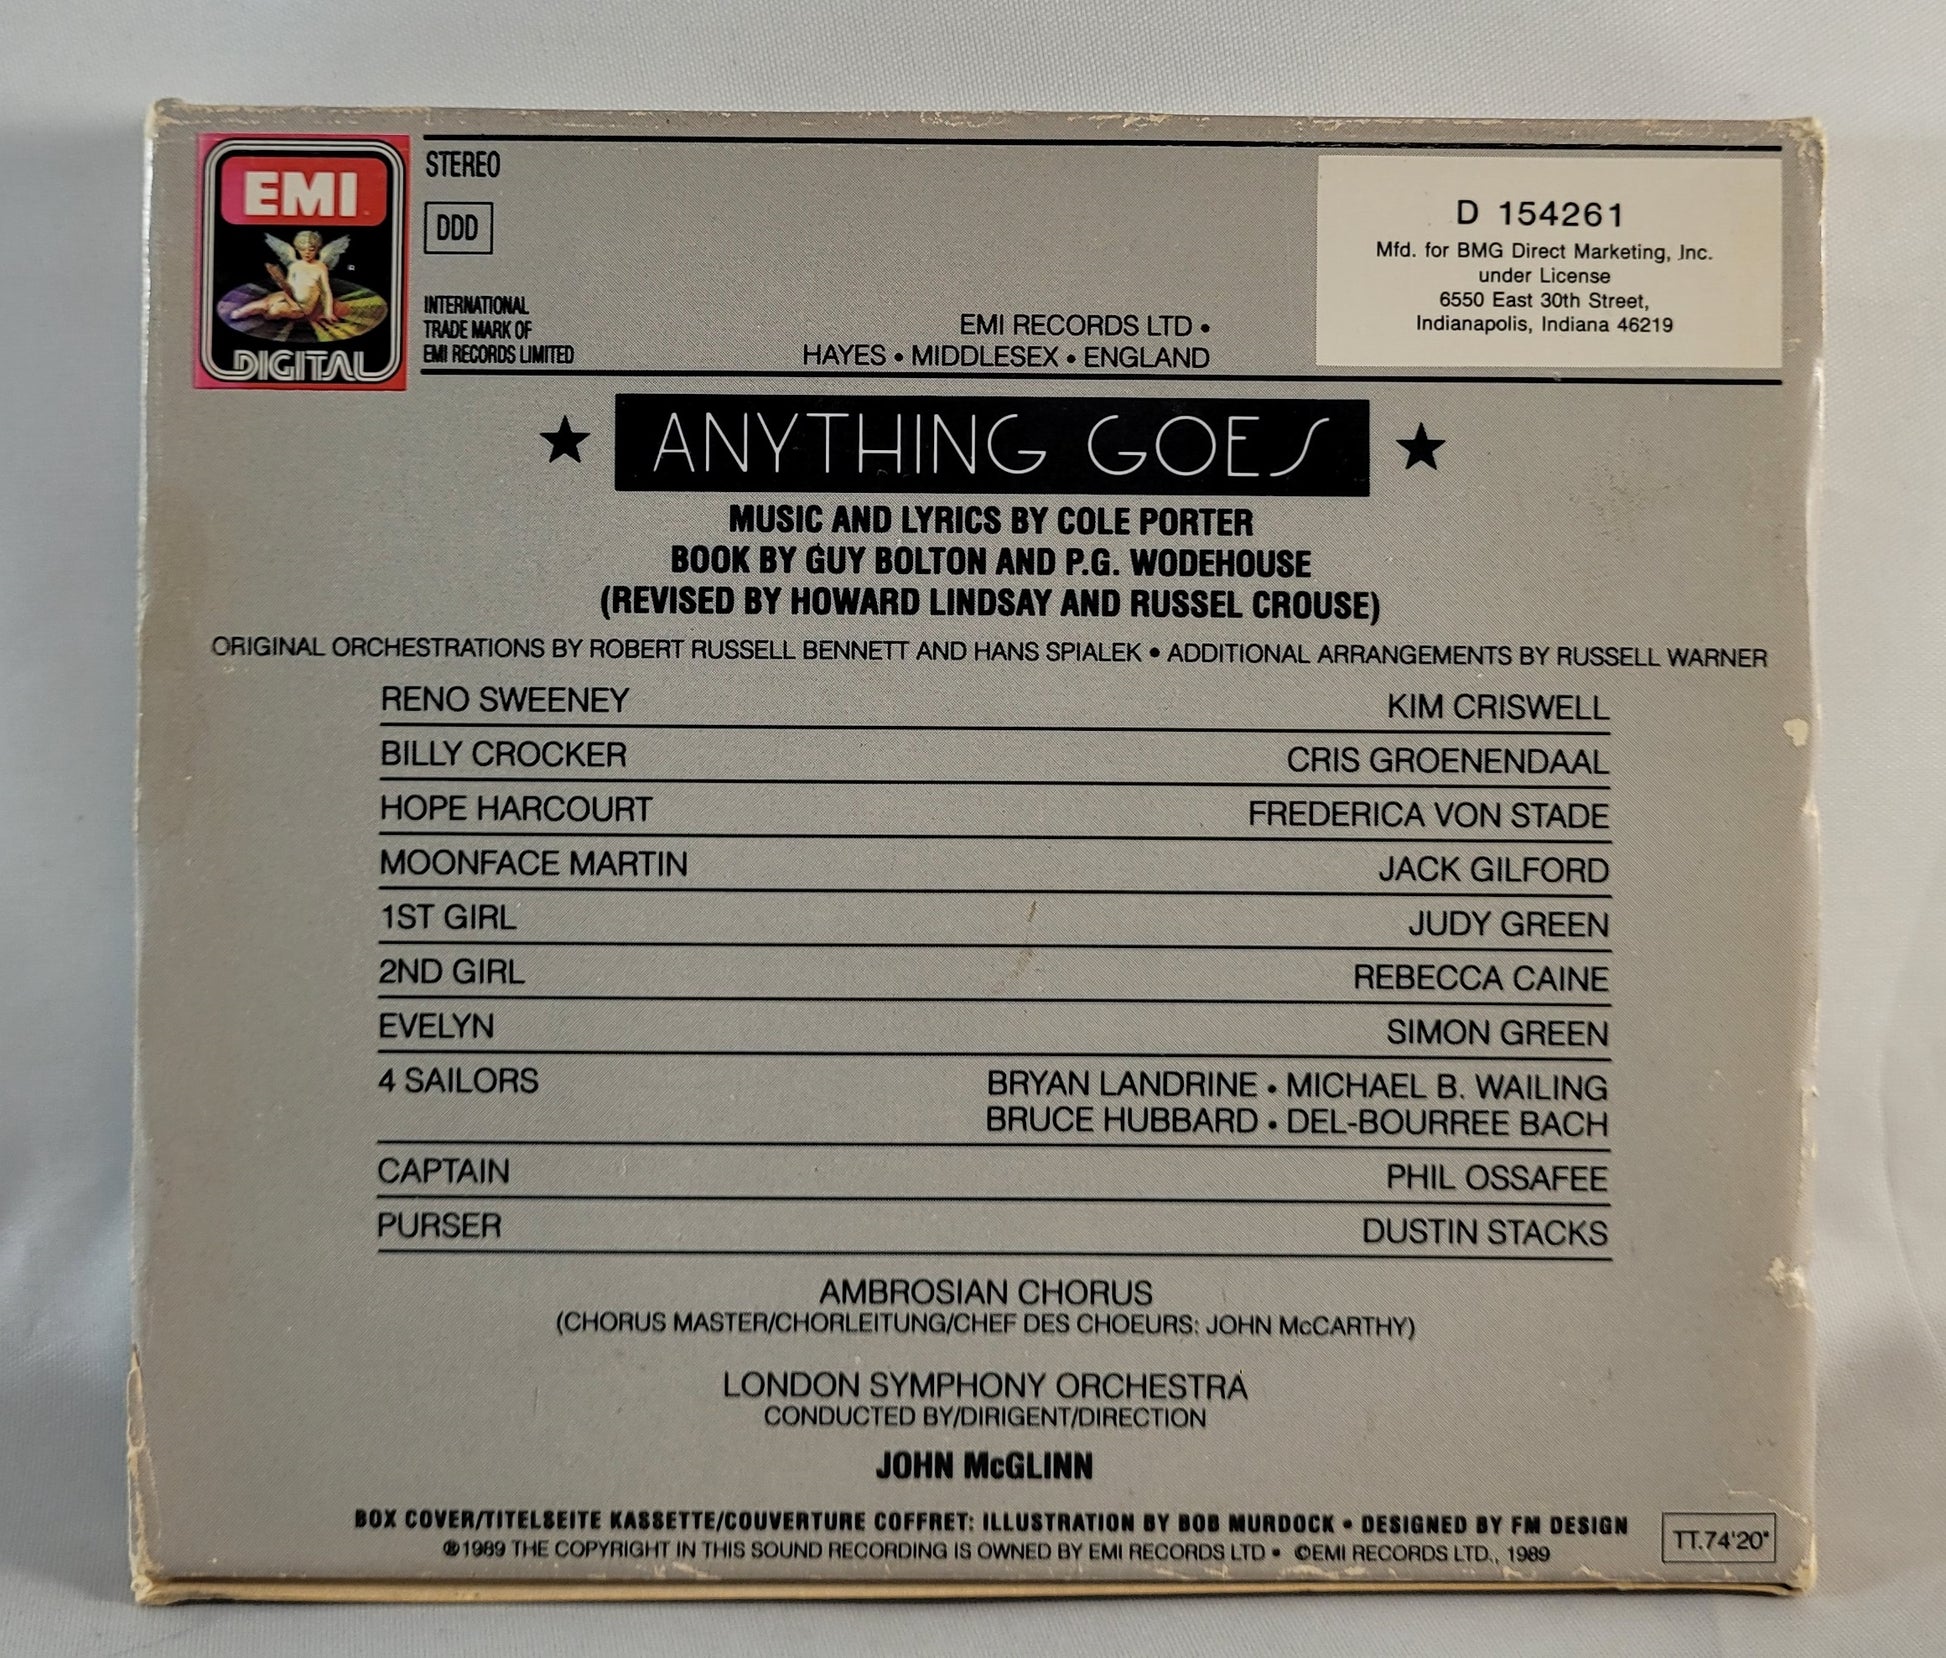 EMI
DIGITAL
STEREO
DDD
INTERNATIONAL
TRADE MARK OF
EMI RECORDS LIMITED
EMI RECORDS LTD •
HAYES • MIDDLESEX • ENGLAND
D 154261
Mfd. for BMG Direct Marketing, Inc.
under License
6550 East 30th Street,
Indianapolis, Indiana 46219
★ ANYTHING GOES ★
MUSIC AND LYRICS BY COLE PORTER
BOOK BY GUY BOLTON AND P.G. WODEHOUSE
(REVISED BY HOWARD LINDSAY AND RUSSEL CROUSE)
ORIGINAL ORCHESTRATIONS BY ROBERT RUSSELL BENNETT AND HANS SPIALEK • ADDITIONAL ARRANGEMENTS BY RUSSELL WARNER
RENO SWEENEY KIM CRISWELL
BILLY CROCKER CRIS GROENENDAAL
HOPE HARCOURT FREDERICA VON STADE
MOONFACE MARTIN JACK GILFORD
1ST GIRL JUDY GREEN
2ND GIRL REBECCA CAINE
EVELYN SIMON GREEN
4 SAILORS BRYAN LANDRINE • MICHAEL B. WAILING
BRUCE HUBBARD • DEL-BOURREE BACH
CAPTAIN PHIL OSSAFEE
PURSER DUSTIN STACKS
AMBROSIAN CHORUS
(CHORUS MASTER/CHORLEITUNG/CHEF DES CHOEURS: JOHN McCARTHY)
LONDON SYMPHONY ORCHESTRA
CONDUCTED BY/DIRIGENT/DIRECTION
JOHN McGLINN
BOX COVER/TITELSEITE KASSETTE/COUVERTURE COFFRET: ILLUSTRATION BY BOB MURDOCK • DESIGNED BY FM DESIGN
℗1989 THE COPYRIGHT IN THIS SOUND RECORDING IS OWNED BY EMI RECORDS LTD • ©EMI RECORDS LTD., 1989
TT.74'20"